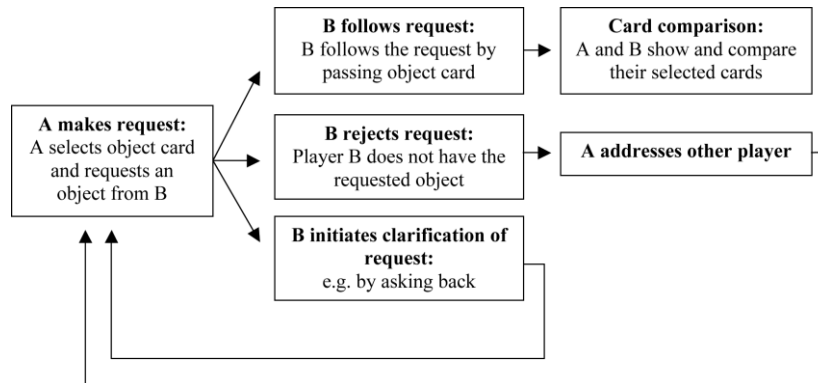 A makes request:
A selects object card
and requests an
object from B
B follows request:
B follows the request by
passing object card
Card comparison:
A and B show and compare
their selected cards
B rejects request:
Player B does not have the
requested object
A addresses other player
B initiates clarification of
request:
e.g. by asking back